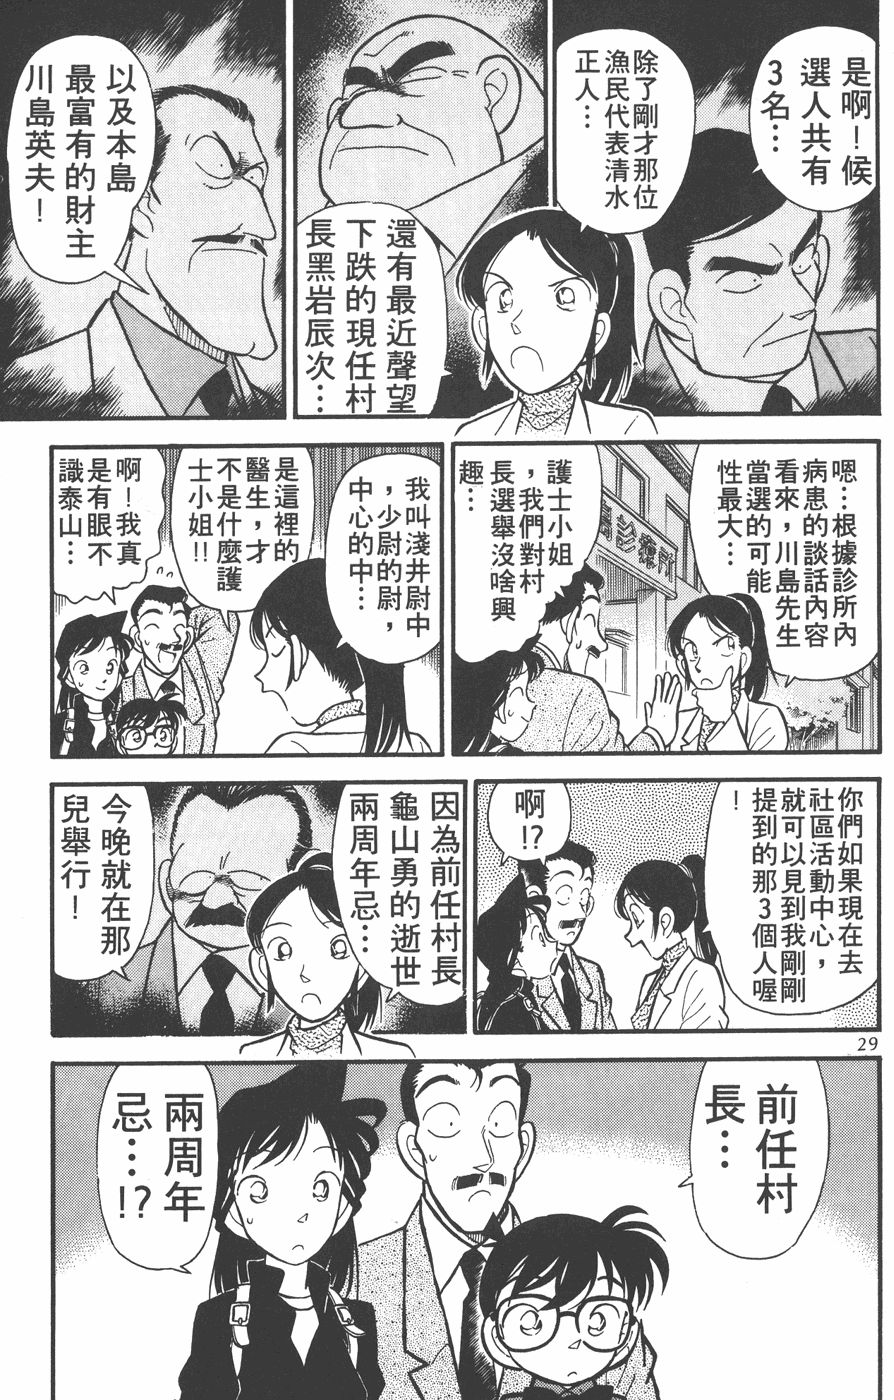 是啊！候
選人共有
3名…
除了剛才那位
漁民代表清水
正人…
還有最近聲望
下跌的現任村
長黑岩辰次…
以及本島
最富有的財主
川島英夫！
嗯…根據診所內
病患的談話內容
看來，川島先生
當選的可能
性最大…
島診療所
護士小姐
，我們對村
長選舉沒啥興
趣…
我叫淺井尉中
，少尉的尉，
中心的中…
是這裡的
醫生，才
不是什麼護
士小姐!!
啊！我真
是有眼不
識泰山…
你們如果現在去
社區活動中心，
就可以見到我剛剛
提到的那3個人喔
！
啊!?
因為前任村長
龜山勇的逝世
兩周年忌…
今晚就在那
兒舉行！
29
前任村
長…
兩周年
忌…!?